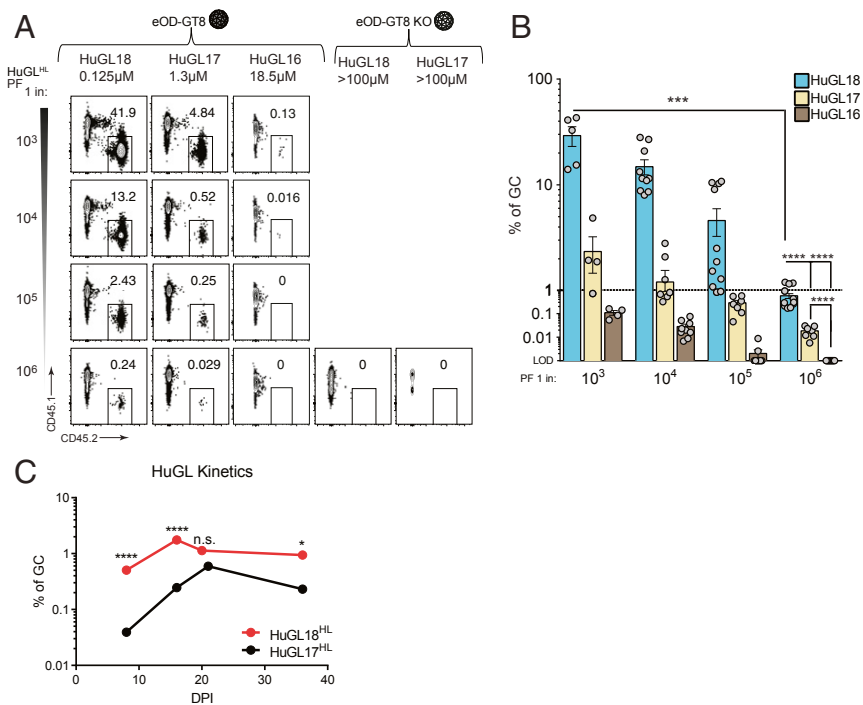 A
eOD-GT8
eOD-GT8 KO
HuGL18
0.125µM
HuGL17
1.3µM
HuGL16
18.5µM
HuGL18
>100µM
HuGL17
>100µM
HuGL^HL
PF
1 in:
10^3
41.9
4.84
0.13
10^4
13.2
0.52
0.016
10^5
2.43
0.25
0
10^6
0.24
0.029
0
0
0
CD45.1
CD45.2
B
HuGL18
HuGL17
HuGL16
% of GC
100
10
1
0.1
0.01
LOD
***
**** ****
****
PF 1 in:
10^3 10^4 10^5 10^6
C
HuGL Kinetics
% of GC
10
1
0.1
0.01
****
****
n.s.
*
HuGL18^HL
HuGL17^HL
0 10 20 30 40
DPI